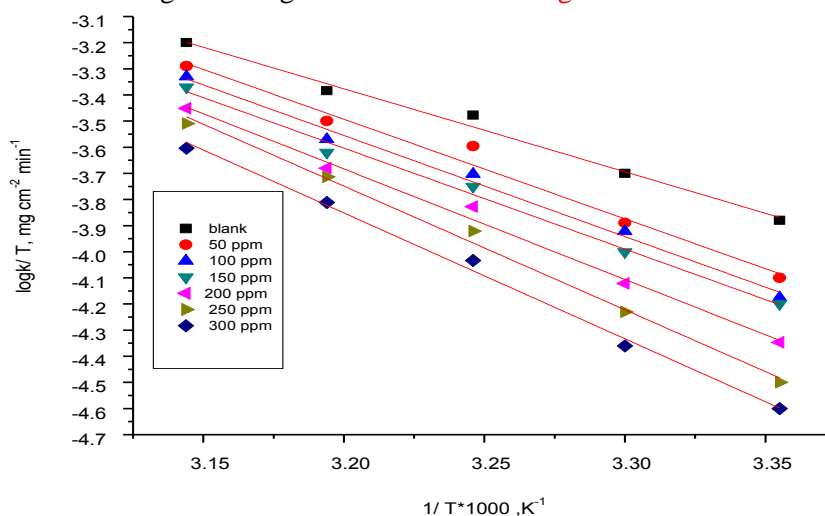 -3.1
-3.2
-3.3
-3.4
-3.5
-3.6
-3.7
-3.8
-3.9
-4.0
-4.1
-4.2
-4.3
-4.4
-4.5
-4.6
-4.7
logk/ T, mg cm-2 min-1
blank
50 ppm
100 ppm
150 ppm
200 ppm
250 ppm
300 ppm
3.15 3.20 3.25 3.30 3.35
1/ T*1000 ,K-1